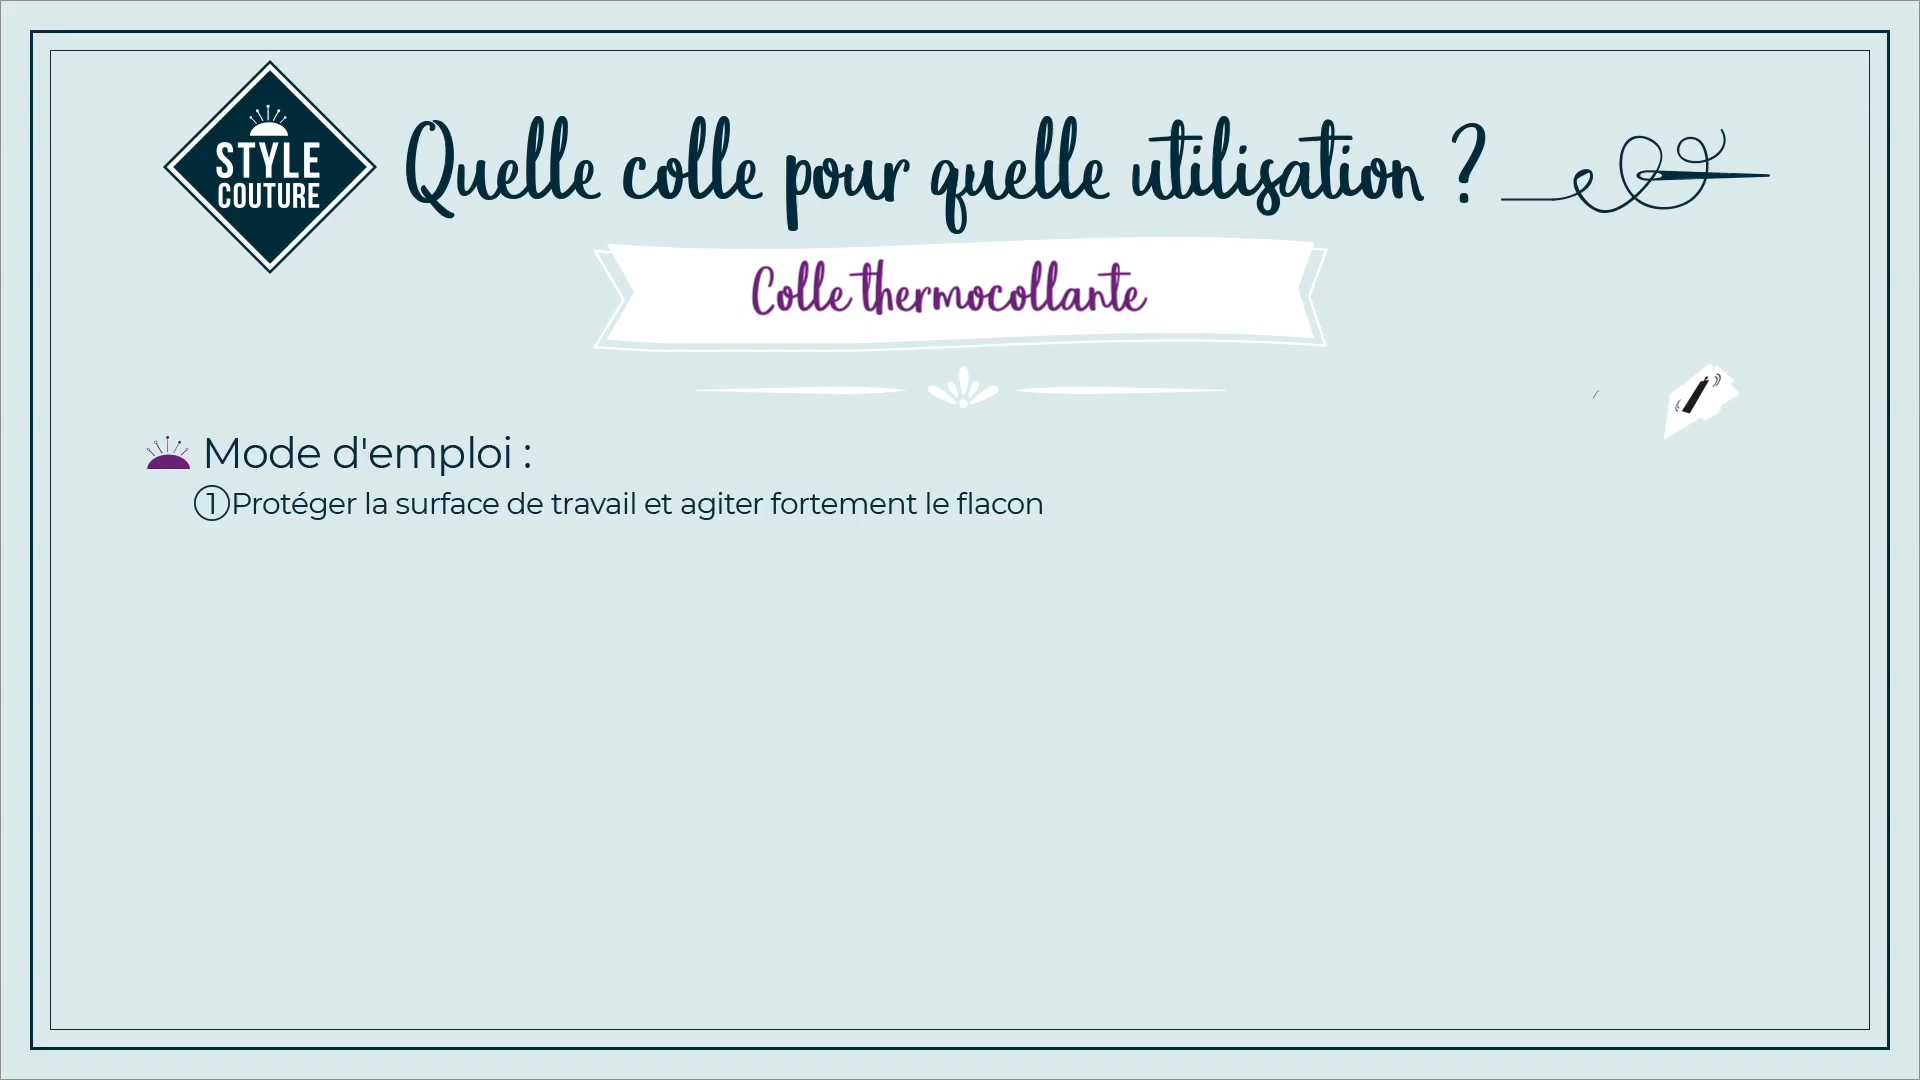 STYLE
COUTURE
Quelle colle pour quelle utilisation ?
Colle thermocollante
Mode d'emploi :
①Protéger la surface de travail et agiter fortement le flacon